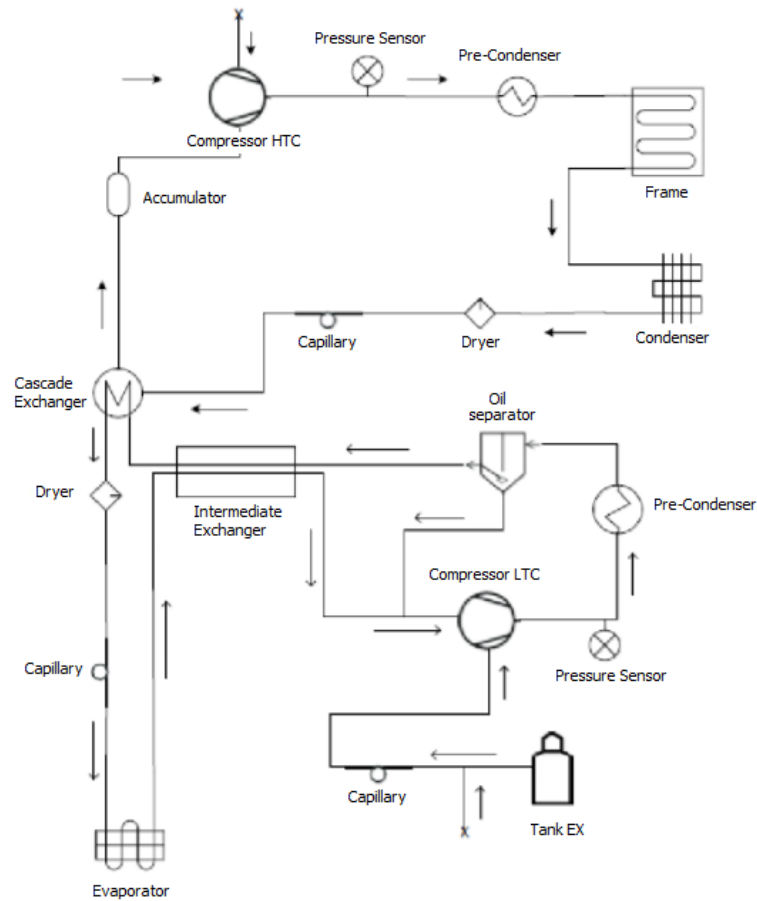 X
Pressure Sensor
Pre-Condenser
Compressor HTC
Accumulator
Frame
Capillary
Dryer
Condenser
Cascade
Exchanger
Oil
separator
Dryer
Intermediate
Exchanger
Pre-Condenser
Compressor LTC
Capillary
Pressure Sensor
Capillary
X
Tank EX
Evaporator